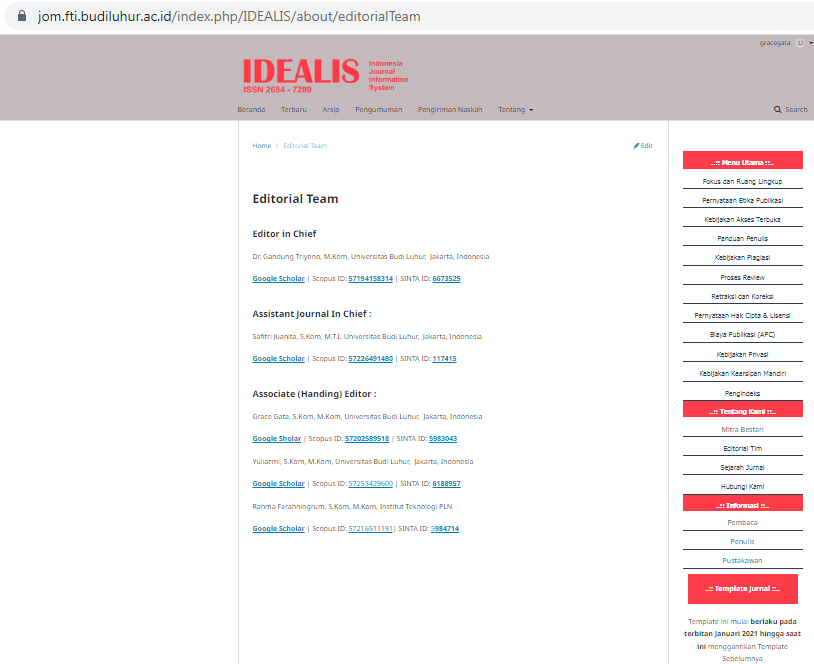 jom.fti.budiluhur.ac.id/index.php/IDEALIS/about/editorialTeam
gracegata 32
IDEALIS
ISSN 2684 - 7280
Indonesia
Journal
Information
System
Beranda Terbaru Arsip Pengumuman Pengiriman Naskah Tentang Search
Home / Editorial Team Edit
Editorial Team
Editor in Chief
Dr. Gandung Triyono, M.Kom, Universitas Budi Luhur, Jakarta, Indonesia
Google Scholar | Scopus ID: 57194158314 | SINTA ID: 6673525
Assistant Journal In Chief :
Safitri Juanita, S.Kom, M.T.I, Universitas Budi Luhur, Jakarta, Indonesia
Google Scholar | Scopus ID: 57226491480 | SINTA ID: 117415
Associate (Handing) Editor :
Grace Gata, S.Kom, M.Kom, Universitas Budi Luhur, Jakarta, Indonesia
Google Sholar | Scopus ID: 57202589518 | SINTA ID: 5983043
Yuliazmi, S.Kom, M.Kom, Universitas Budi Luhur, Jakarta, Indonesia
Google Scholar | Scopus ID: 57253429600 | SINTA ID: 6188957
Rahma Farahningrum, S.Kom, M.Kom, Institut Teknologi PLN
Google Scholar | Scopus ID: 57216511191| SINTA ID: 5984714
..:: Menu Utama ::..
Fokus dan Ruang Lingkup
Pernyataan Etika Publikasi
Kebijakan Akses Terbuka
Panduan Penulis
Kebijakan Plagiasi
Proses Review
Retraksi dan Koreksi
Pernyataan Hak Cipta & Lisensi
Biaya Publikasi (APC)
Kebijakan Privasi
Kebijakan Kearsipan Mandiri
Pengindeks
..:: Tentang Kami ::..
Mitra Bestari
Editorial Tim
Sejarah Jurnal
Hubungi Kami
..:: Informasi ::..
Pembaca
Penulis
Pustakawan
..:: Template Jurnal ::..
Template ini mulai berlaku pada
terbitan Januari 2021 hingga saat
ini menggantikan Template
Sebelumnya